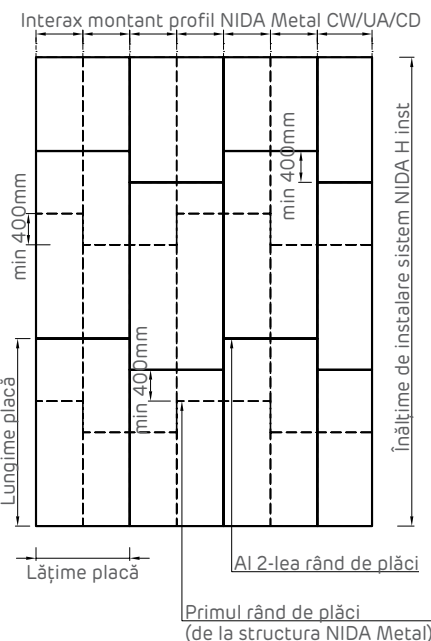 Interax montant profil NIDA Metal CW/UA/CD
min 400mm
min 400mm
min 400mm
Înălțime de instalare sistem NIDA H inst
Lungime placă
Lățime placă
Al 2-lea rând de plăci
Primul rând de plăci
(de la structura NIDA Metal)